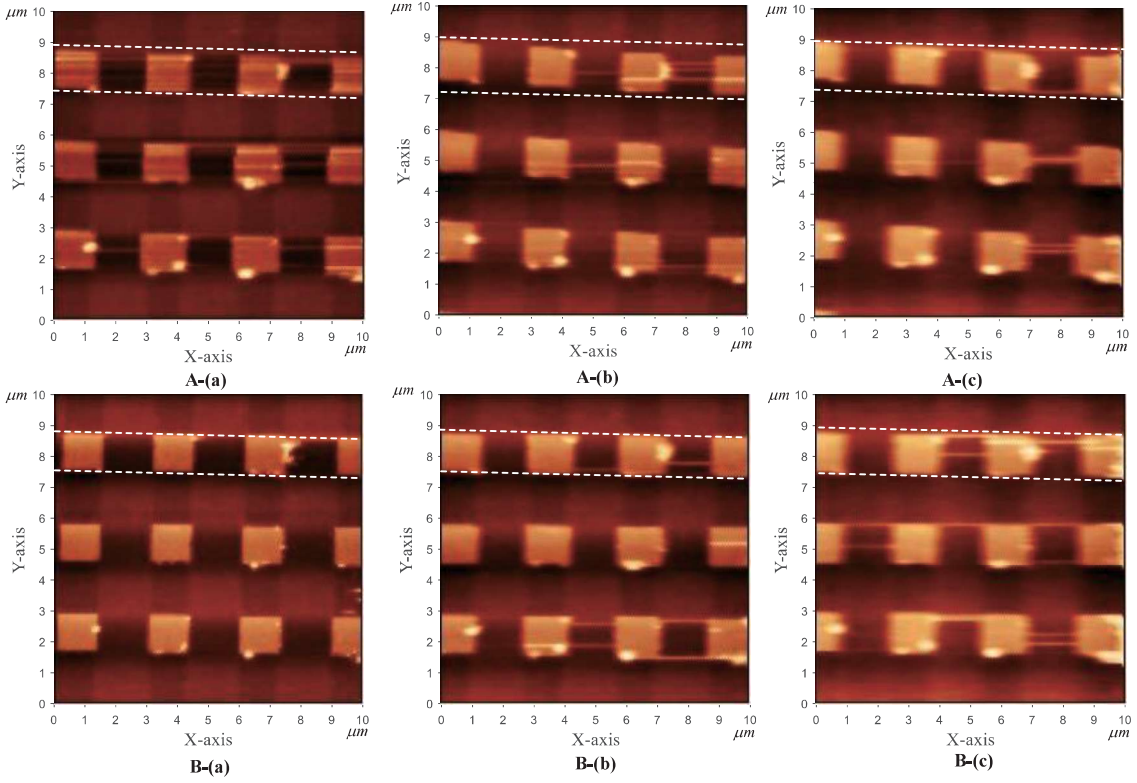 μm 10 9 8 7 6 5 4 3 2 1 0
Y-axis
0 1 2 3 4 5 6 7 8 9 10
X-axis μm
A-(a)
μm 10 9 8 7 6 5 4 3 2 1 0
Y-axis
0 1 2 3 4 5 6 7 8 9 10
X-axis μm
A-(b)
μm 10 9 8 7 6 5 4 3 2 1 0
Y-axis
0 1 2 3 4 5 6 7 8 9 10
X-axis μm
A-(c)
μm 10 9 8 7 6 5 4 3 2 1 0
Y-axis
0 1 2 3 4 5 6 7 8 9 10
X-axis μm
B-(a)
μm 10 9 8 7 6 5 4 3 2 1 0
Y-axis
0 1 2 3 4 5 6 7 8 9 10
X-axis μm
B-(b)
μm 10 9 8 7 6 5 4 3 2 1 0
Y-axis
0 1 2 3 4 5 6 7 8 9 10
X-axis μm
B-(c)